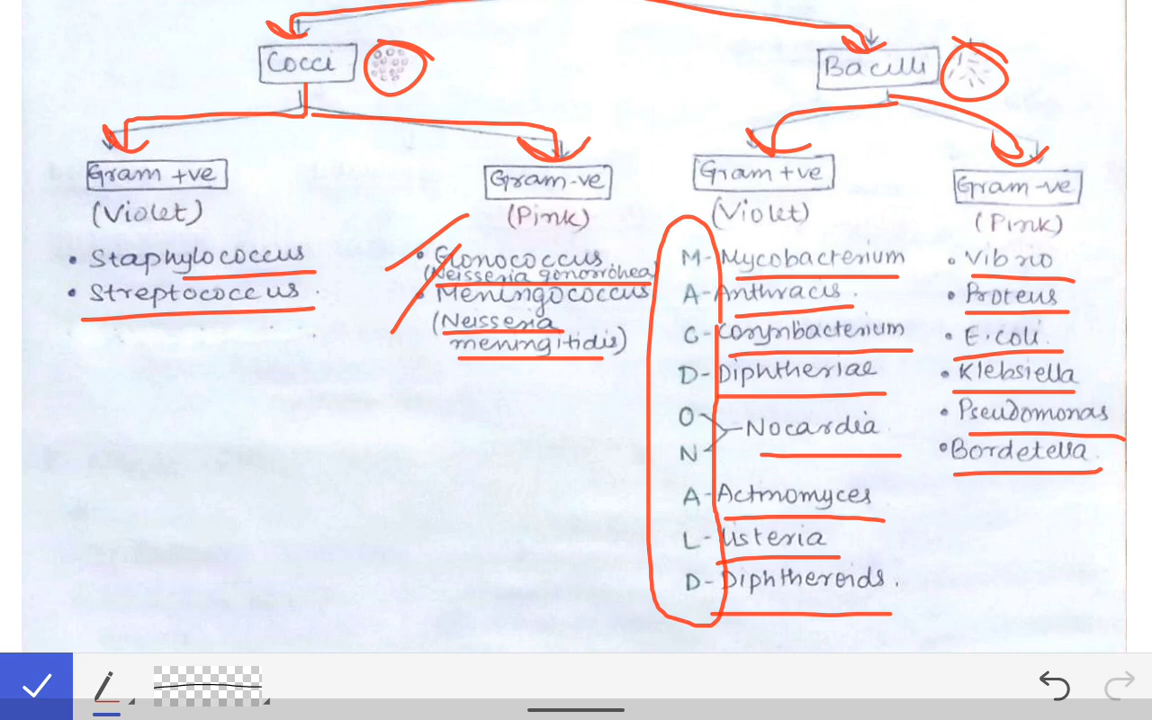 Cocci
Bacilli
Gram +ve
(Violet)
• Staphylococcus
• Streptococcus.
Gram -ve
(Pink)
• Gonococcus
(Neisseria gonorrhea)
• Meningococcus
(Neisseria
meningitidis)
Gram +ve
(Violet)
M- Mycobacterium
A- Anthracis.
C- Corynbacterium
D- Diphtheriae
O
N
-Nocardia
A- Actinomyces
L- Listeria
D- Diphtheroids.
Gram -ve
(Pink)
• Vibrio
• Proteus
• E.coli.
• Klebsiella
• Pseudomonas
• Bordetella.